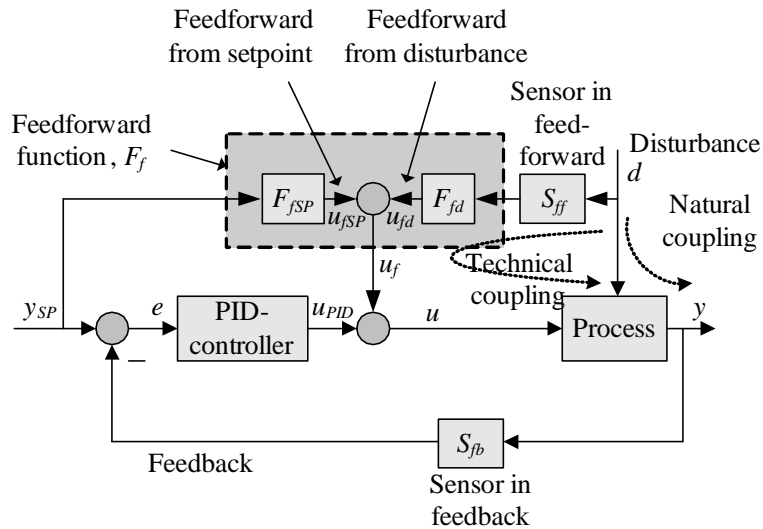 Feedforward
from setpoint
Feedforward
from disturbance
Sensor in
feed-
forward
Feedforward
function , F_f
Disturbance
d
F_fSP
u_fSP
u_fd
F_fd
S_ff
Natural
coupling
u_f
Technical
coupling
y_SP
e
PID-
controller
u_PID
u
Process
y
–
S_fb
Feedback
Sensor in
feedback